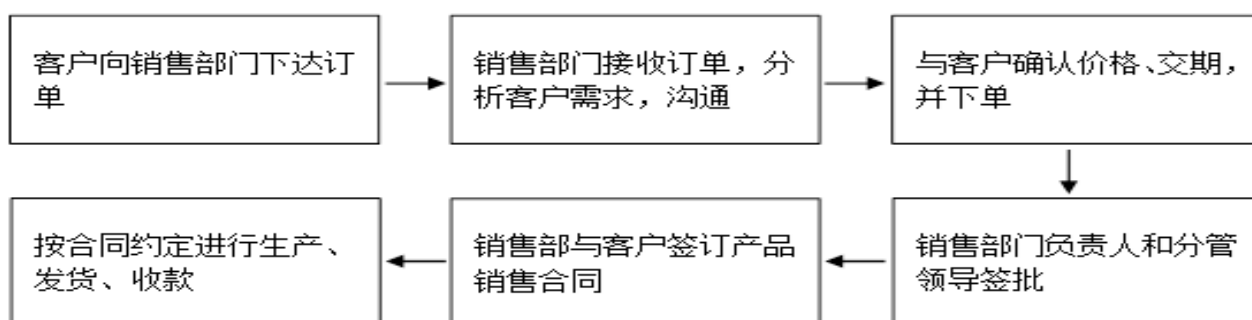 客户向销售部门下达订
单
销售部门接收订单，分
析客户需求，沟通
与客户确认价格、交期，
并下单
销售部门负责人和分管
领导签批
销售部与客户签订产品
销售合同
按合同约定进行生产、
发货、收款